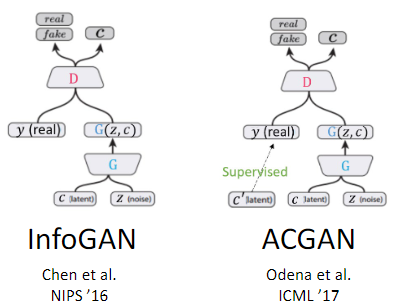 real
fake
c
D
y (real)
G(z, c)
G
c (latent)
z (noise)
InfoGAN
Chen et al.
NIPS ’16
real
fake
c
D
y (real)
G(z, c)
Supervised
G
c′ (latent)
c (latent)
z (noise)
ACGAN
Odena et al.
ICML ’17